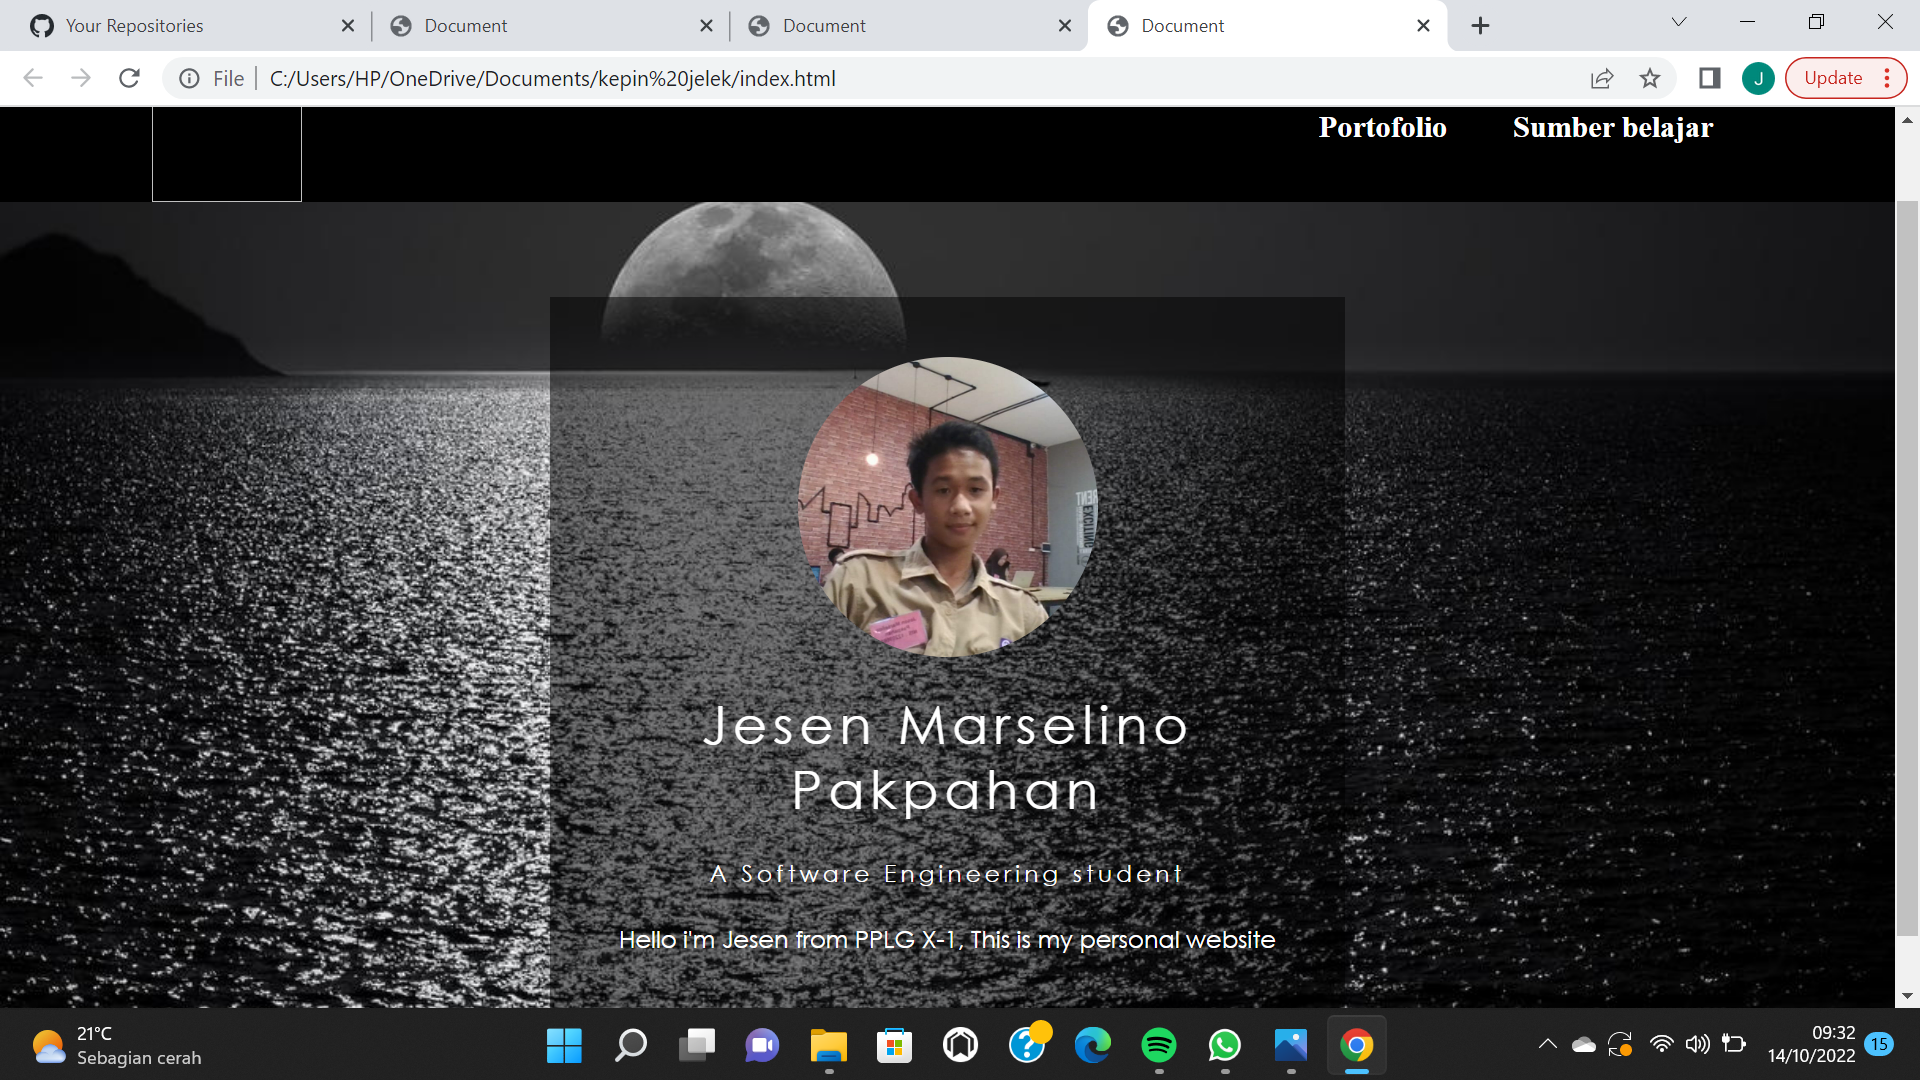 Your Repositories
Document
Document
Document
File
C:/Users/HP/OneDrive/Documents/kepin%20jelek/index.html
J
Update
Portofolio
Sumber belajar
EXCITING
Jesen Marselino
Pakpahan
A Software Engineering student
Hello i'm Jesen from PPLG X-1, This is my personal website
21°C
Sebagian cerah
09:32
14/10/2022
15